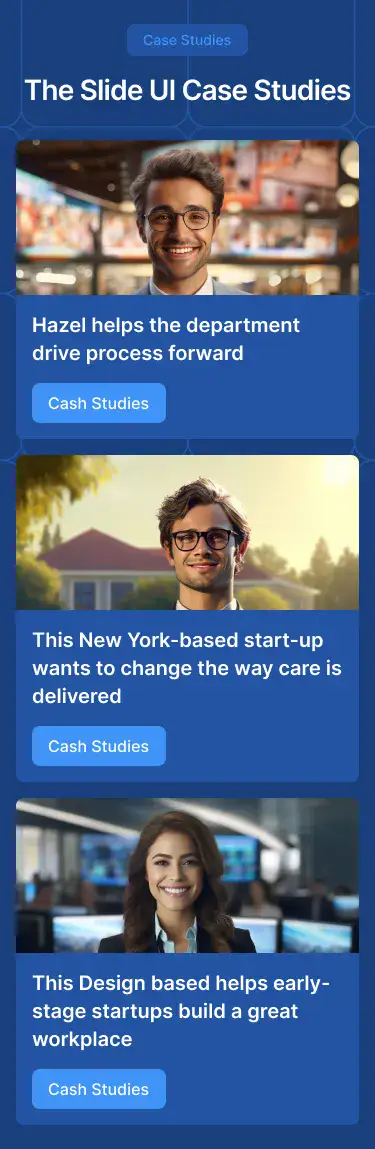 Case Studies
The Slide UI Case Studies
Hazel helps the department
drive process forward
Cash Studies
This New York-based start-up
wants to change the way care is
delivered
Cash Studies
This Design based helps early-
stage startups build a great
workplace
Cash Studies